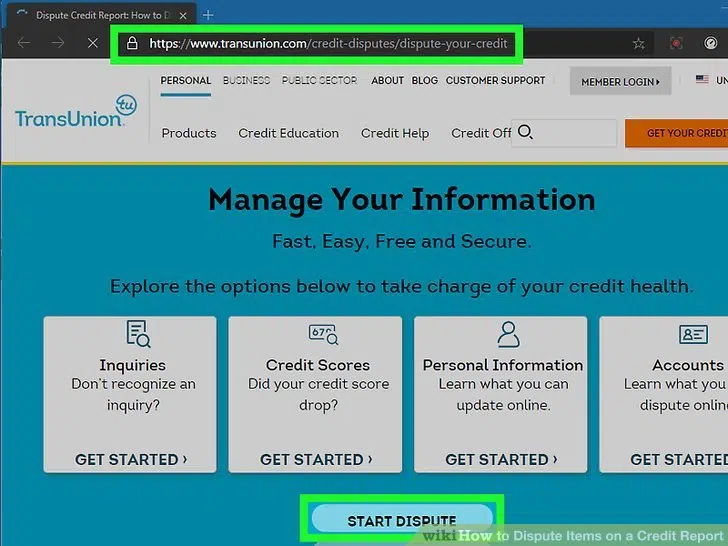 Dispute Credit Report: How to D
https://www.transunion.com/credit-disputes/dispute-your-credit
PERSONAL BUSINESS PUBLIC SECTOR ABOUT BLOG CUSTOMER SUPPORT MEMBER LOGIN UN
tu
TransUnion
Products Credit Education Credit Help Credit Off GET YOUR CREDI
Manage Your Information
Fast, Easy, Free and Secure.
Explore the options below to take charge of your credit health.
670
Inquiries
Don't recognize an
inquiry?
GET STARTED ›
Credit Scores
Did your credit score
drop?
GET STARTED ›
Personal Information
Learn what you can
update online.
GET STARTED ›
Accounts
Learn what you
dispute onlin
GET STARTED
START DISPUTE
wikiHow to Dispute Items on a Credit Report